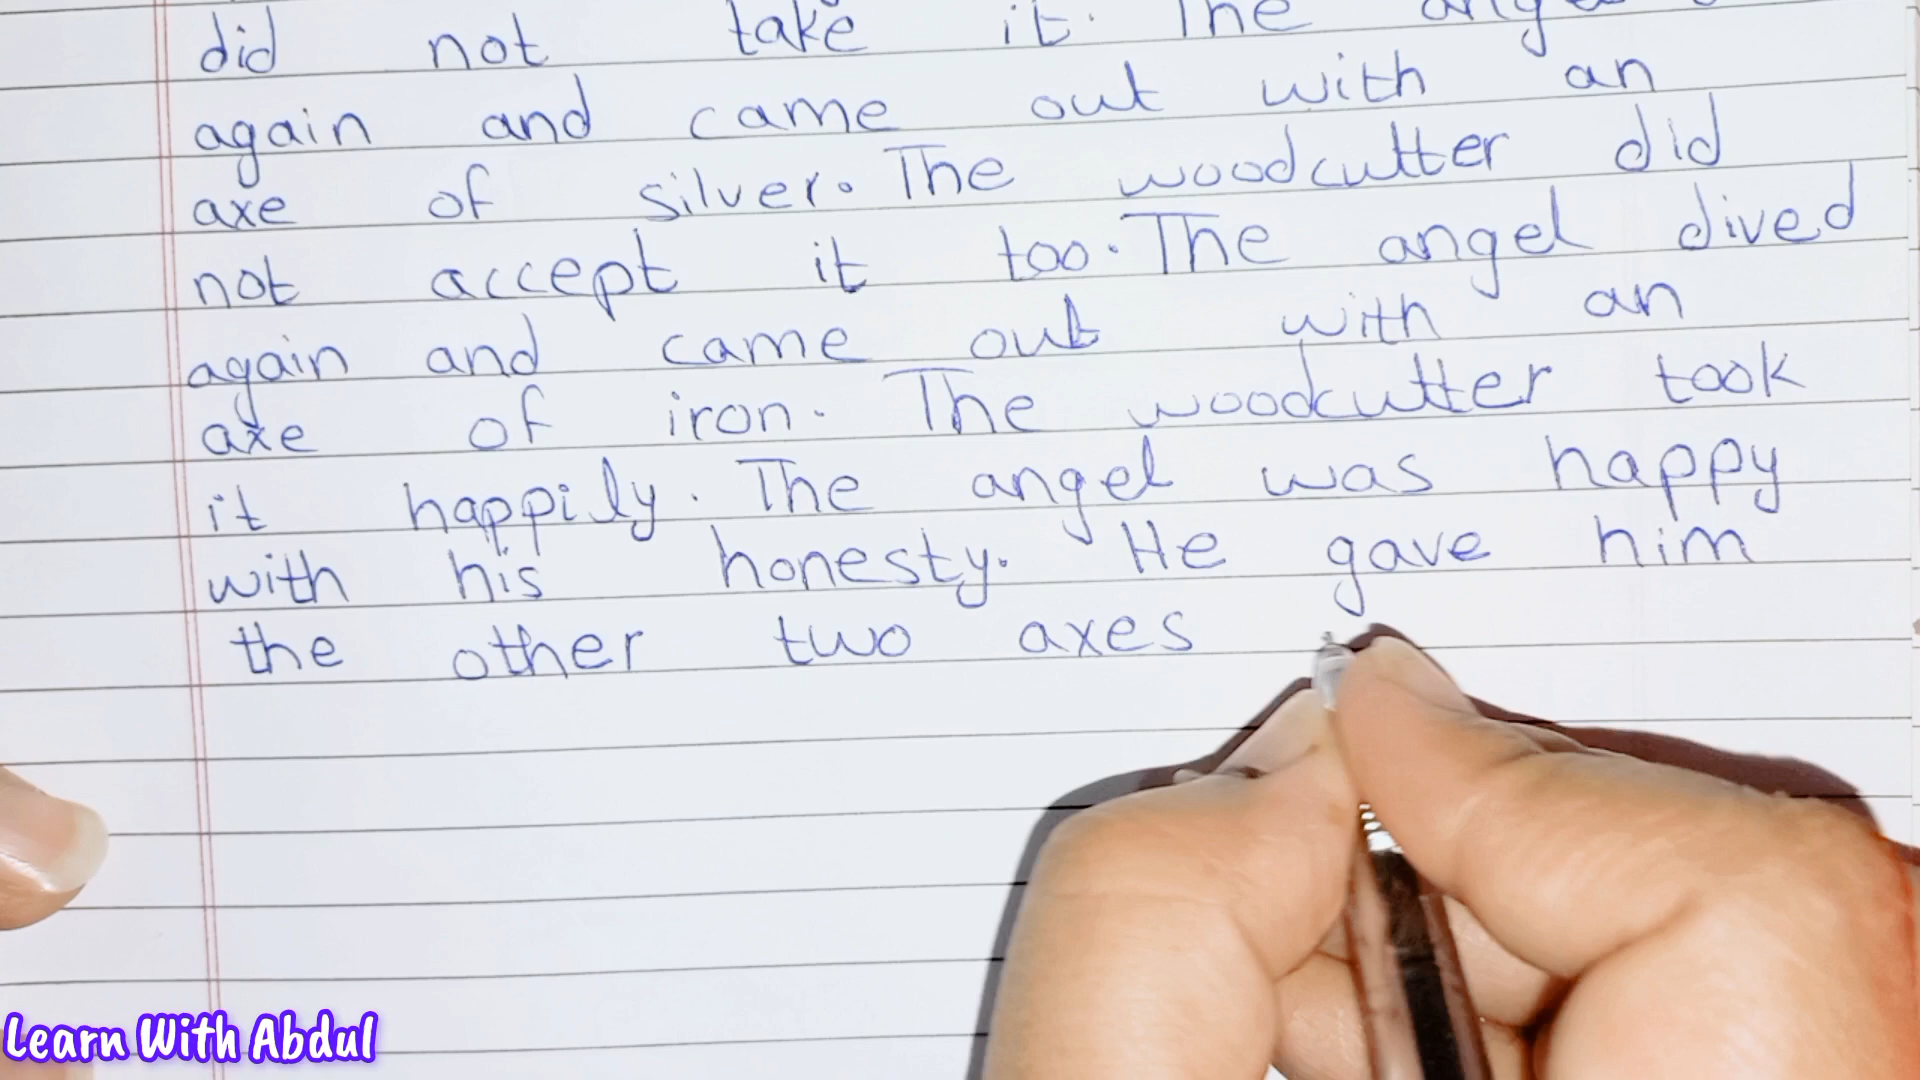 did not take it. The angel
again and came out with an
axe of silver. The woodcutter did
not accept it too. The angel dived
again and came out with an
axe of iron. The woodcutter took
it happily. The angel was happy
with his honesty. He gave him
the other two axes
Learn With Abdul